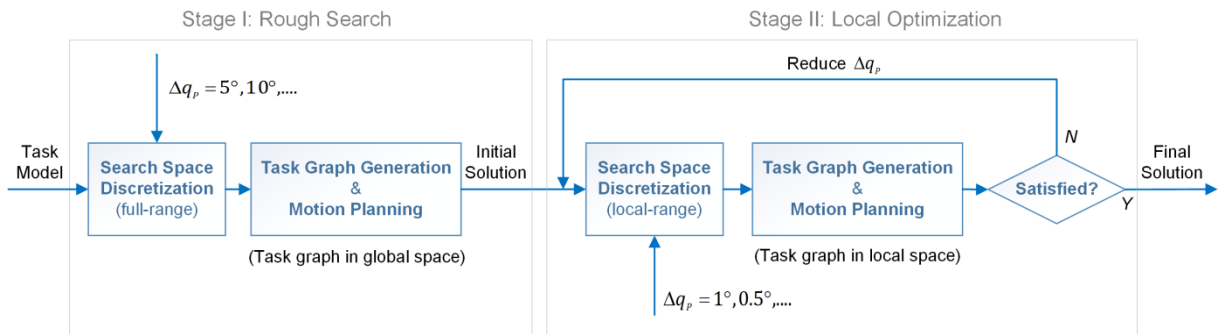 Stage I: Rough Search
Stage II: Local Optimization
Δq_p = 5°,10°,....
Reduce Δq_p
Task
Model
Search Space
Discretization
(full-range)
Task Graph Generation
&
Motion Planning
(Task graph in global space)
Initial
Solution
Search Space
Discretization
(local-range)
Task Graph Generation
&
Motion Planning
(Task graph in local space)
Satisfied?
N
Y
Final
Solution
Δq_p = 1°,0.5°,....